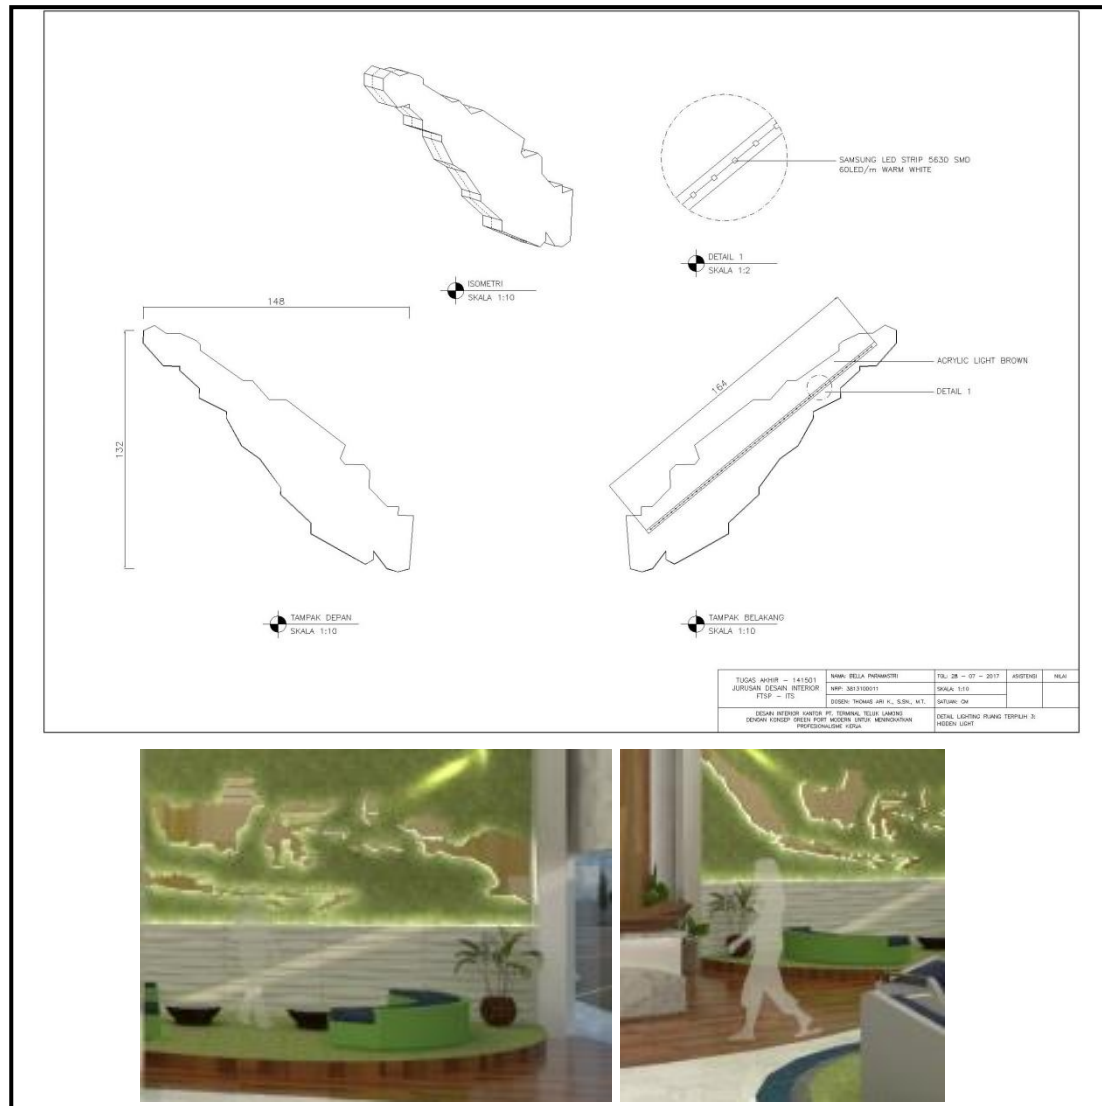 SAMSUNG LED STRIP 5630 SMD
60LED/m WARM WHITE
DETAIL 1
SKALA 1:2
ISOMETRI
SKALA 1:10
148
132
164
ACRYLIC LIGHT BROWN
DETAIL 1
TAMPAK DEPAN
SKALA 1:10
TAMPAK BELAKANG
SKALA 1:10
TUGAS AKHIR – 141501
JURUSAN DESAIN INTERIOR
FTSP – ITS
NAMA: BELLA PARAMASTRI
NRP: 3813100011
DOSEN: THOMAS ARI K., S.SN., M.T.
TGL: 28 – 07 – 2017
SKALA: 1:10
SATUAN: CM
ASISTENSI
NILAI
DESAIN INTERIOR KANTOR PT. TERMINAL TELUK LAMONG
DENGAN KONSEP GREEN PORT MODERN UNTUK MENINGKATKAN
PROFESIONALISME KERJA
DETAIL LIGHTING RUANG TERPILIH 3:
HIDDEN LIGHT